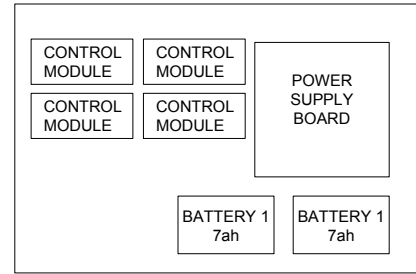 CONTROL
MODULE
CONTROL
MODULE
POWER
SUPPLY
BOARD
CONTROL
MODULE
CONTROL
MODULE
BATTERY 1
7ah
BATTERY 1
7ah